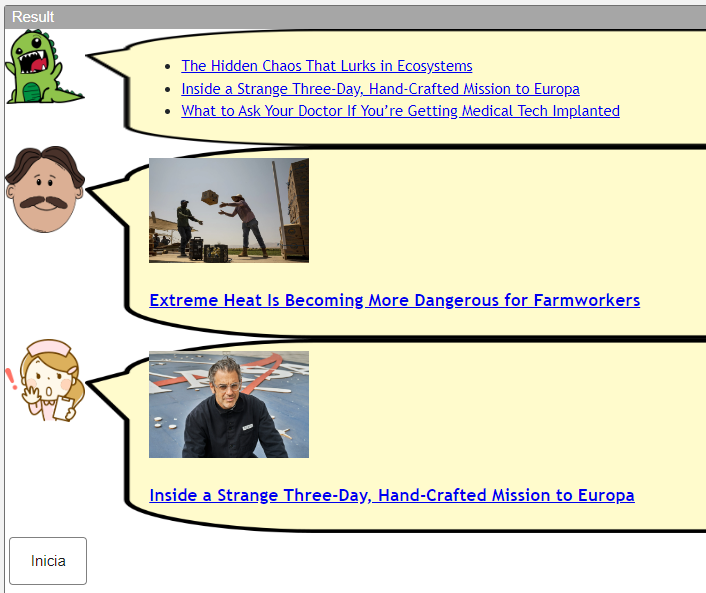 Result
The Hidden Chaos That Lurks in Ecosystems
Inside a Strange Three-Day, Hand-Crafted Mission to Europa
What to Ask Your Doctor If You’re Getting Medical Tech Implanted
Extreme Heat Is Becoming More Dangerous for Farmworkers
Inside a Strange Three-Day, Hand-Crafted Mission to Europa
Inicia